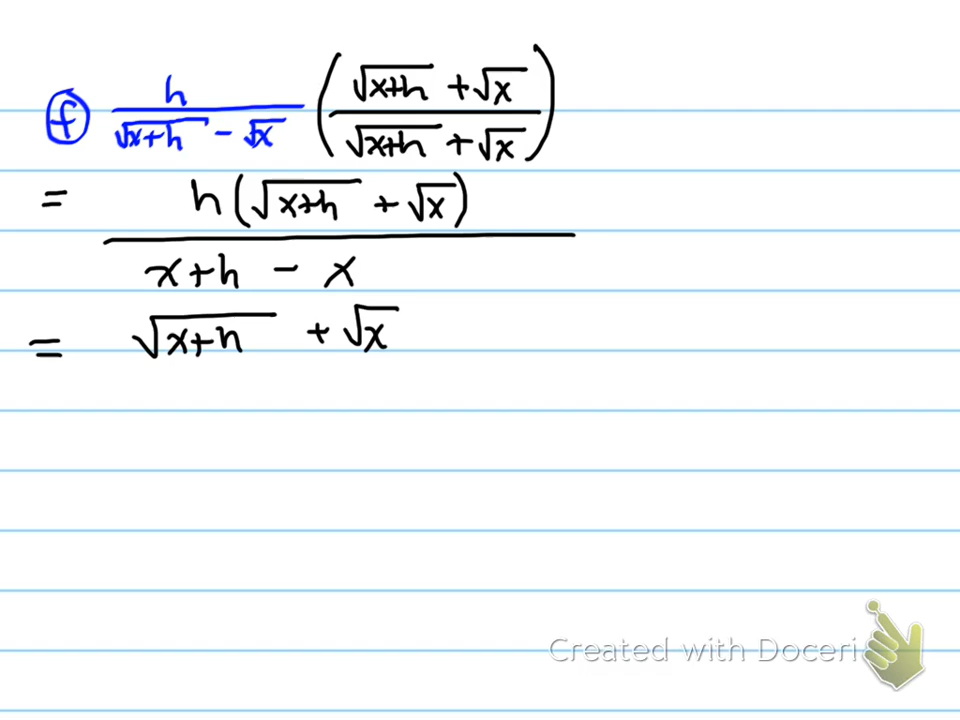 ⓕ h/(√(x+h) - √x) ((√(x+h) + √x)/(√(x+h) + √x))
= h(√(x+h) + √x)/(x+h - x)
= √(x+h) + √x
Created with Doceri